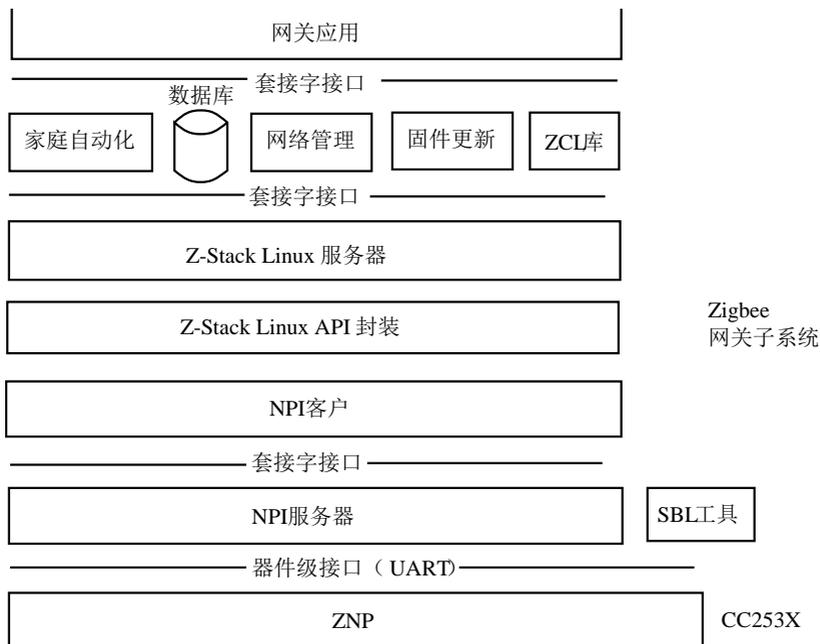 网关应用
套接字接口
数据库
家庭自动化
网络管理
固件更新
ZCL库
套接字接口
Z-Stack Linux 服务器
Z-Stack Linux API 封装
Zigbee
网关子系统
NPI客户
套接字接口
NPI服务器
SBL工具
器件级接口（ UART）
ZNP
CC253X